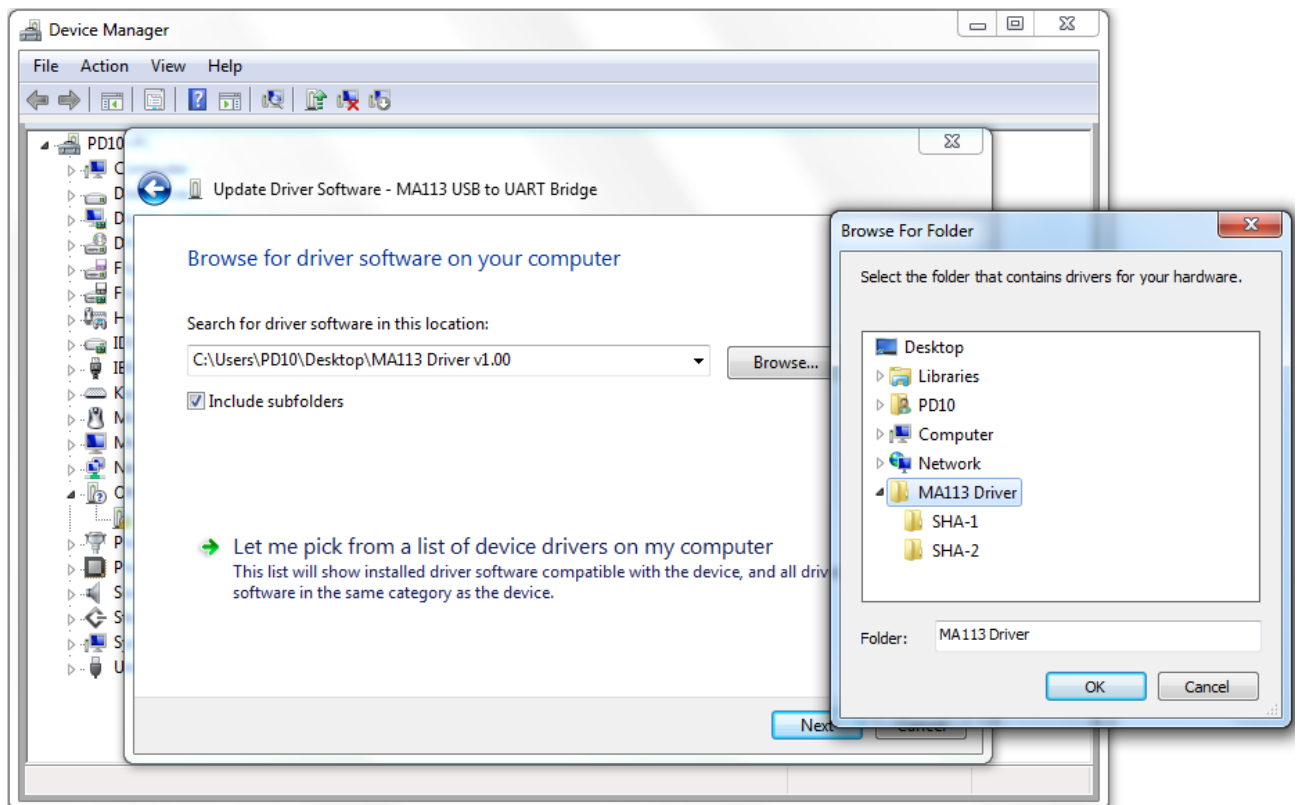 Device Manager
File Action View Help
PD10
Update Driver Software - MA113 USB to UART Bridge
Browse for driver software on your computer
Search for driver software in this location:
C:\Users\PD10\Desktop\MA113 Driver v1.00
Browse...
Include subfolders
Let me pick from a list of device drivers on my computer
This list will show installed driver software compatible with the device, and all driv
software in the same category as the device.
Next
Cancel
Browse For Folder
Select the folder that contains drivers for your hardware.
Desktop
Libraries
PD10
Computer
Network
MA113 Driver
SHA-1
SHA-2
Folder: MA113 Driver
OK Cancel